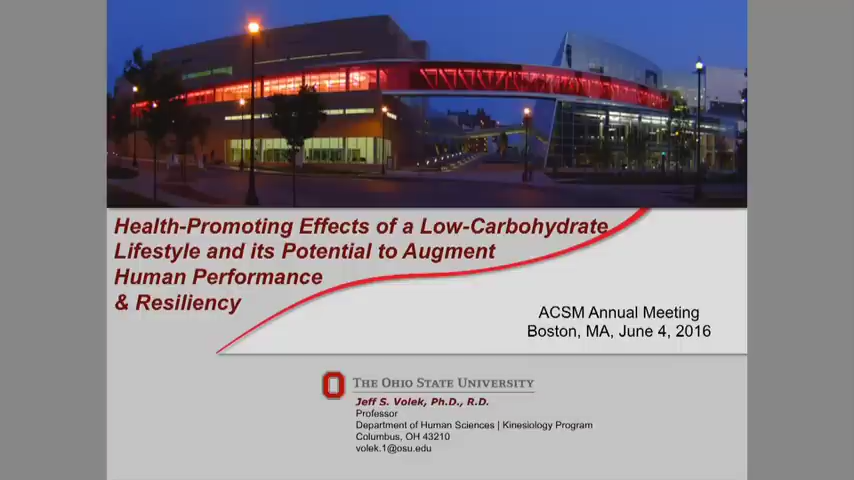 Health-Promoting Effects of a Low-Carbohydrate
Lifestyle and its Potential to Augment
Human Performance
& Resiliency
ACSM Annual Meeting
Boston, MA, June 4, 2016
THE OHIO STATE UNIVERSITY
Jeff S. Volek, Ph.D., R.D.
Professor
Department of Human Sciences | Kinesiology Program
Columbus, OH 43210
volek.1@osu.edu